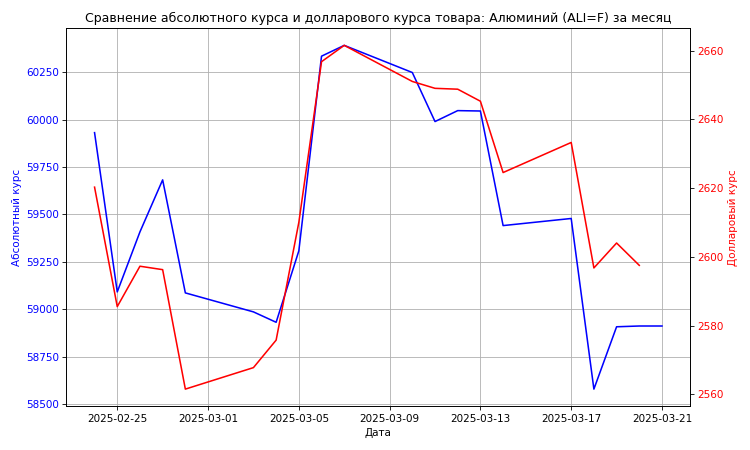 Сравнение абсолютного курса и долларового курса товара: Алюминий (ALI=F) за месяц
Абсолютный курс
60250
60000
59750
59500
59250
59000
58750
58500
2660
2640
2620
2600
2580
2560
Долларовый курс
2025-02-25 2025-03-01 2025-03-05 2025-03-09 2025-03-13 2025-03-17 2025-03-21
Дата